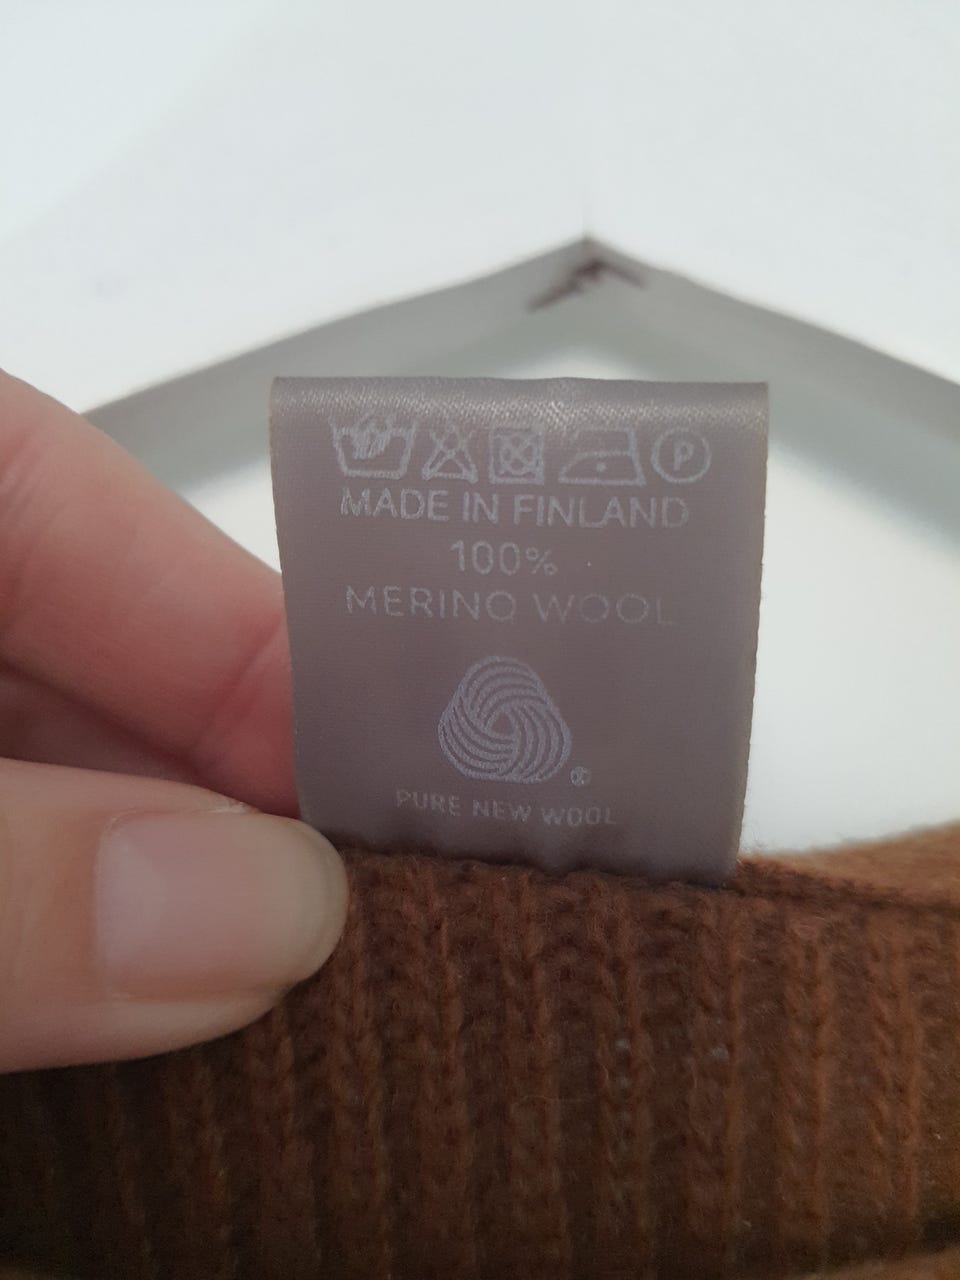 P
MADE IN FINLAND
100%
MERINO WOOL
®
PURE NEW WOOL